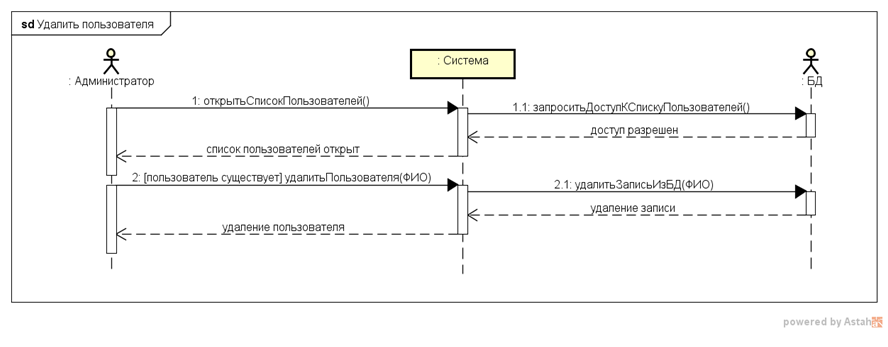 sd Удалить пользователя
: Администратор
: Система
: БД
1: открытьСписокПользователей()
1.1: запроситьДоступКСпискуПользователей()
доступ разрешен
список пользователей открыт
2: [пользователь существует] удалитьПользователя(ФИО)
2.1: удалитьЗаписьИзБД(ФИО)
удаление записи
удаление пользователя
powered by Astah